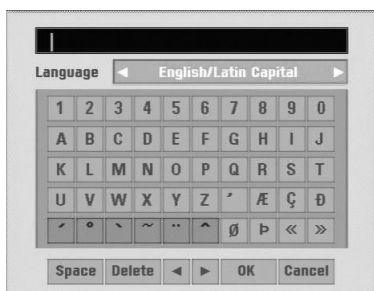 Language ◄ English/Latin Capital ►
1 2 3 4 5 6 7 8 9 0
A B C D E F G H I J
K L M N O P Q R S T
U V W X Y Z ʼ Æ Ç Đ
´ ° ` ~ ¨ ^ Ø Þ « »
Space Delete ◄ ► OK Cancel